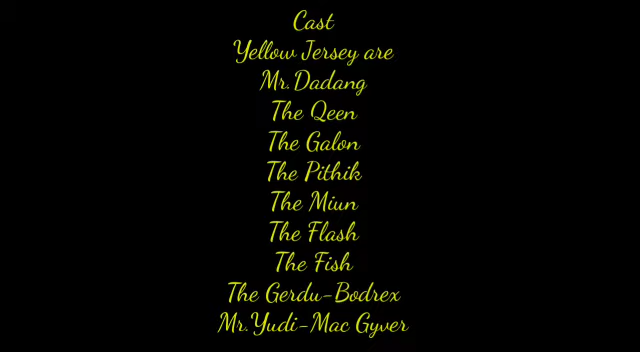 Cast
Yellow Jersey are
Mr.Dadang
The Qeen
The Galon
The Pithik
The Miun
The Flash
The Fish
The Gerdu-Bodrex
Mr.Yudi-Mac Gyver